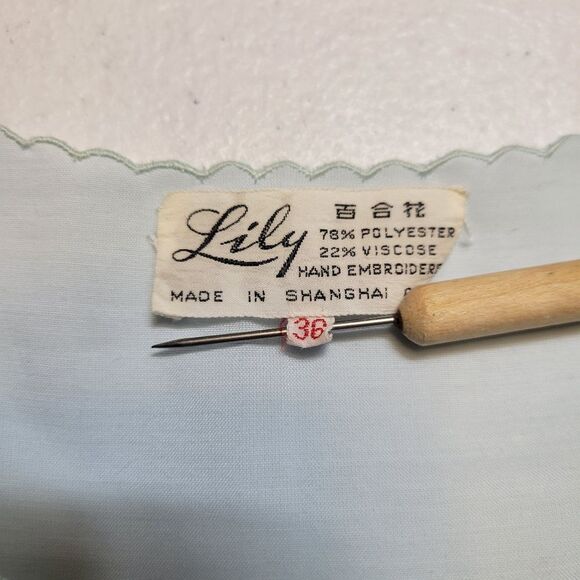 Lily
百合花
78% POLYESTER
22% VISCOSE
HAND EMBROIDERE
MADE IN SHANGHAI
36